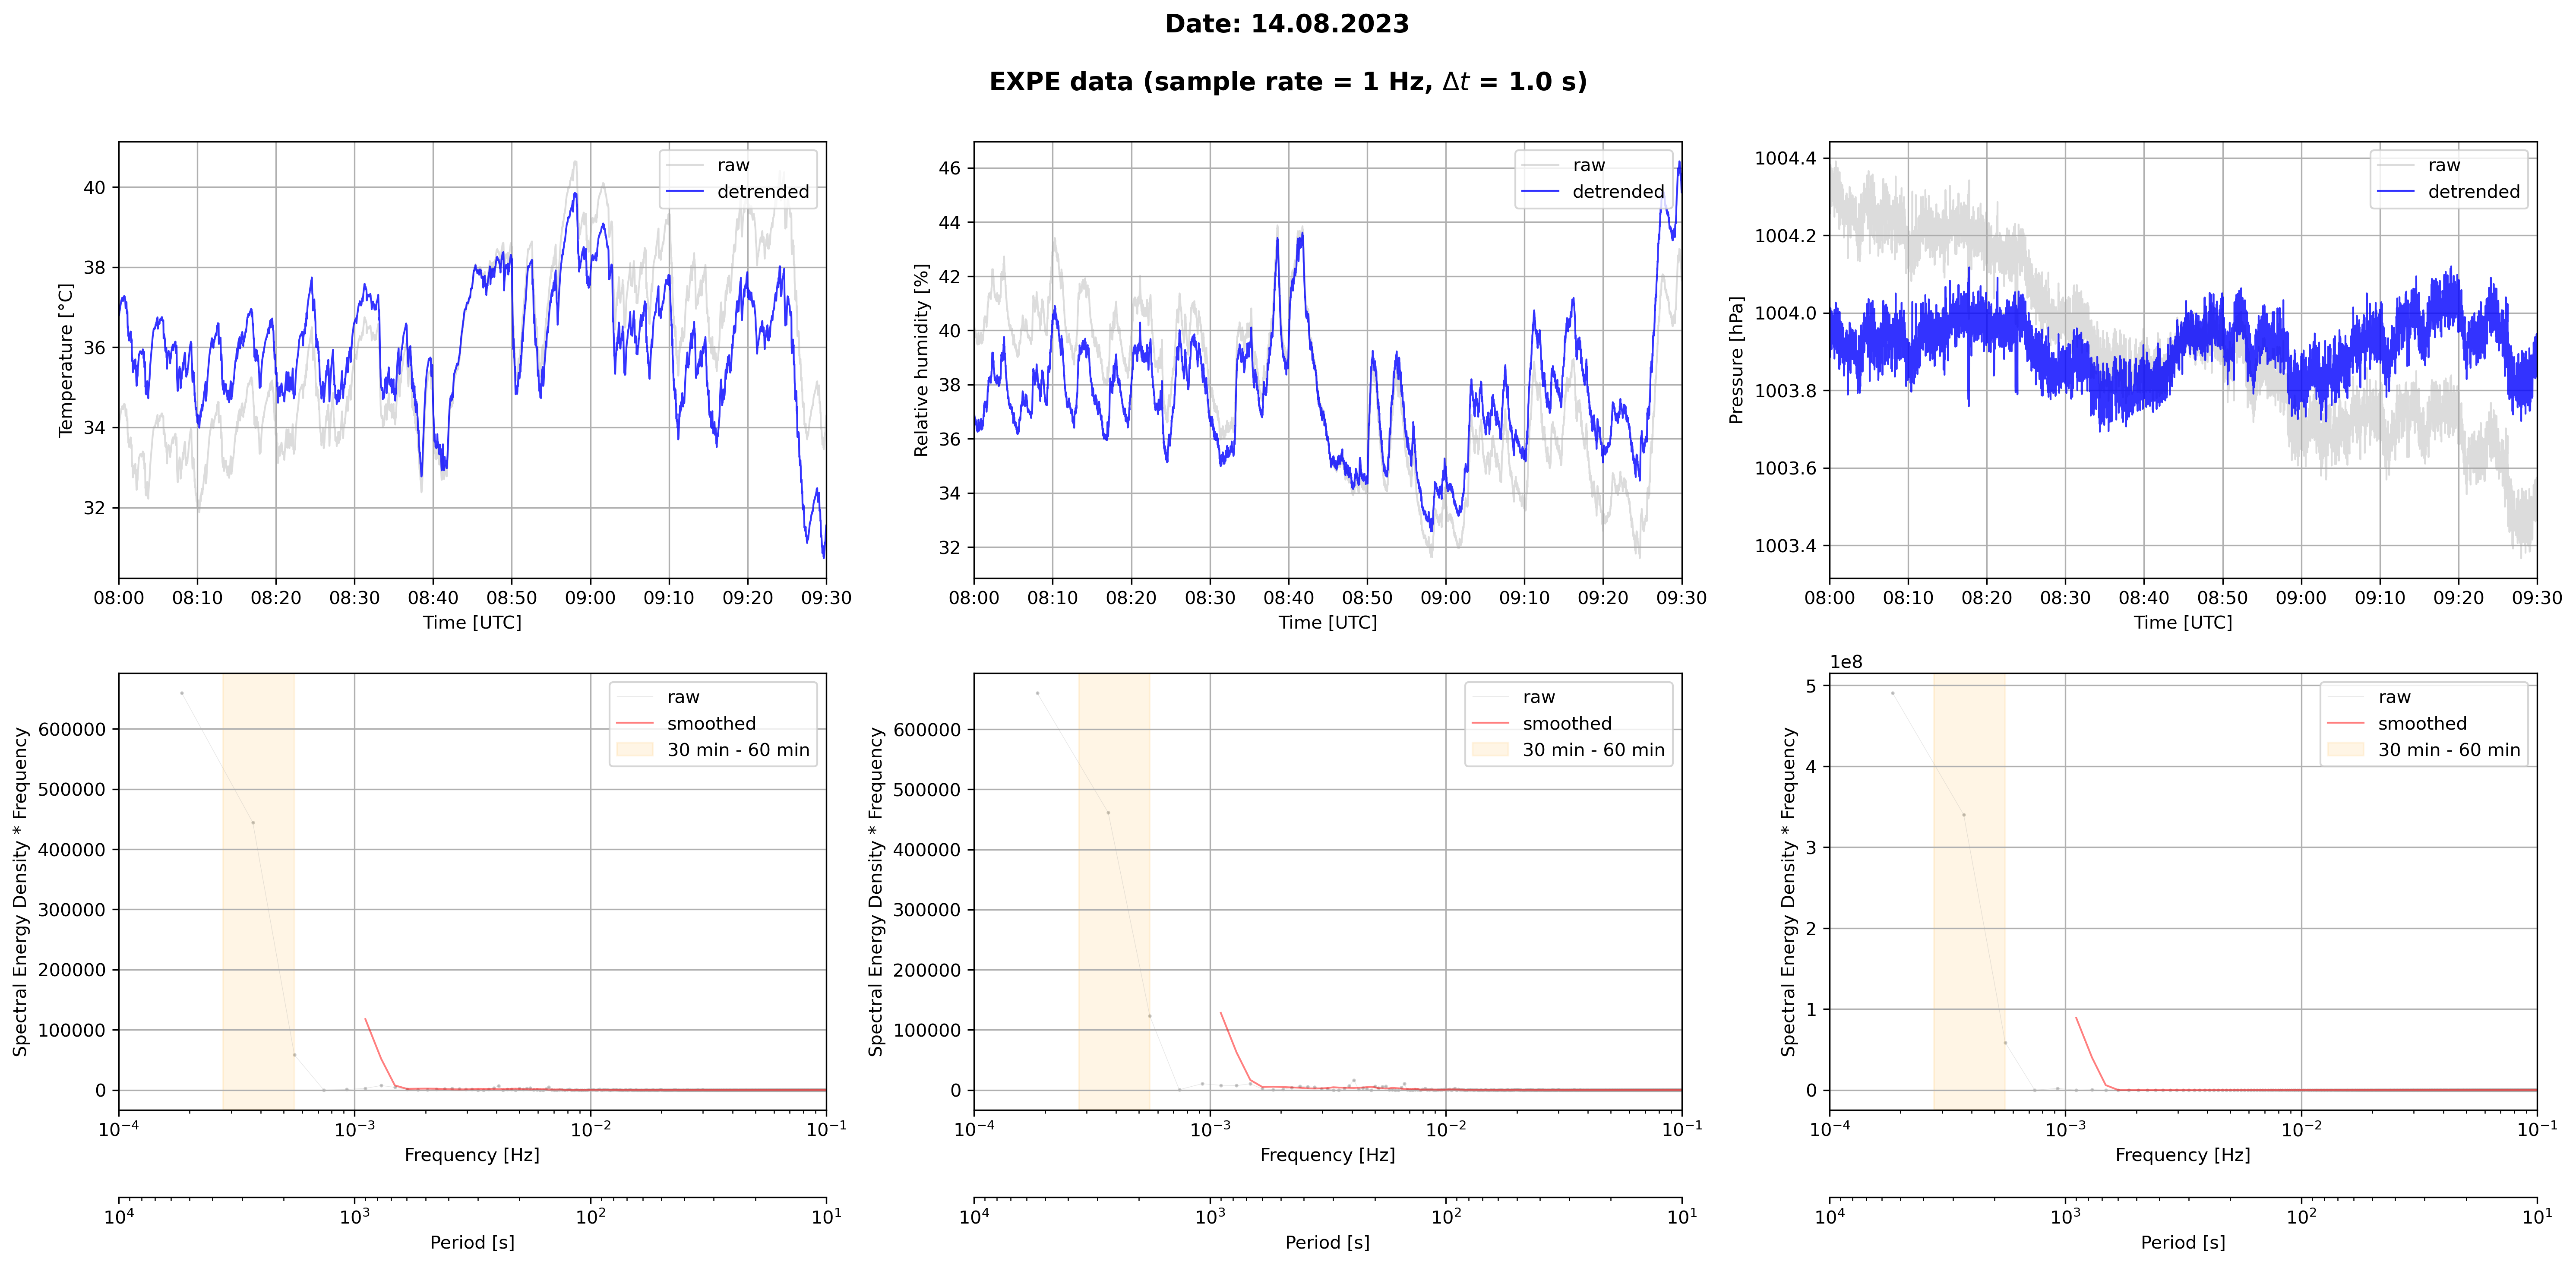 Date: 14.08.2023
EXPE data (sample rate = 1 Hz, Δt = 1.0 s)
Temperature [°C]
40
38
36
34
32
raw
detrended
08:00 08:10 08:20 08:30 08:40 08:50 09:00 09:10 09:20 09:30
Time [UTC]
Relative humidity [%]
46
44
42
40
38
36
34
32
raw
detrended
08:00 08:10 08:20 08:30 08:40 08:50 09:00 09:10 09:20 09:30
Time [UTC]
Pressure [hPa]
1004.4
1004.2
1004.0
1003.8
1003.6
1003.4
raw
detrended
08:00 08:10 08:20 08:30 08:40 08:50 09:00 09:10 09:20 09:30
Time [UTC]
Spectral Energy Density * Frequency
600000
500000
400000
300000
200000
100000
0
raw
smoothed
30 min - 60 min
10⁻⁴ 10⁻³ 10⁻² 10⁻¹
Frequency [Hz]
10⁴ 10³ 10² 10¹
Period [s]
Spectral Energy Density * Frequency
600000
500000
400000
300000
200000
100000
0
raw
smoothed
30 min - 60 min
10⁻⁴ 10⁻³ 10⁻² 10⁻¹
Frequency [Hz]
10⁴ 10³ 10² 10¹
Period [s]
1e8
Spectral Energy Density * Frequency
5
4
3
2
1
0
raw
smoothed
30 min - 60 min
10⁻⁴ 10⁻³ 10⁻² 10⁻¹
Frequency [Hz]
10⁴ 10³ 10² 10¹
Period [s]